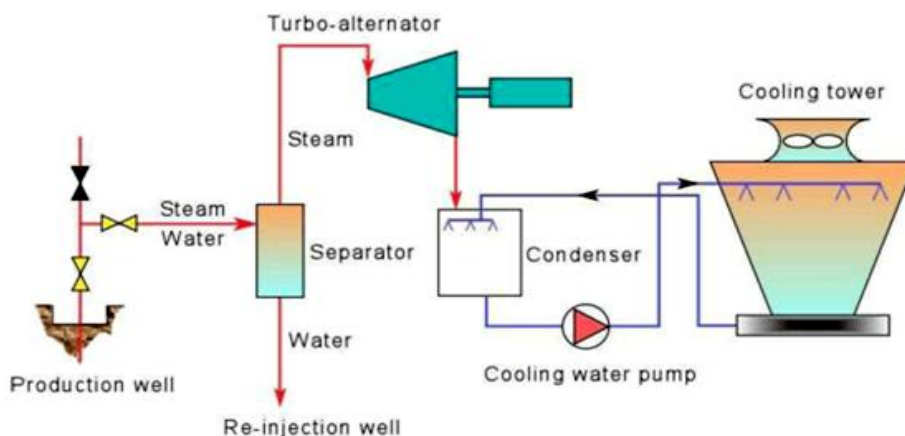 Turbo-alternator
Cooling tower
Steam
Steam
Water
Separator
Condenser
Water
Cooling water pump
Production well
Re-injection well